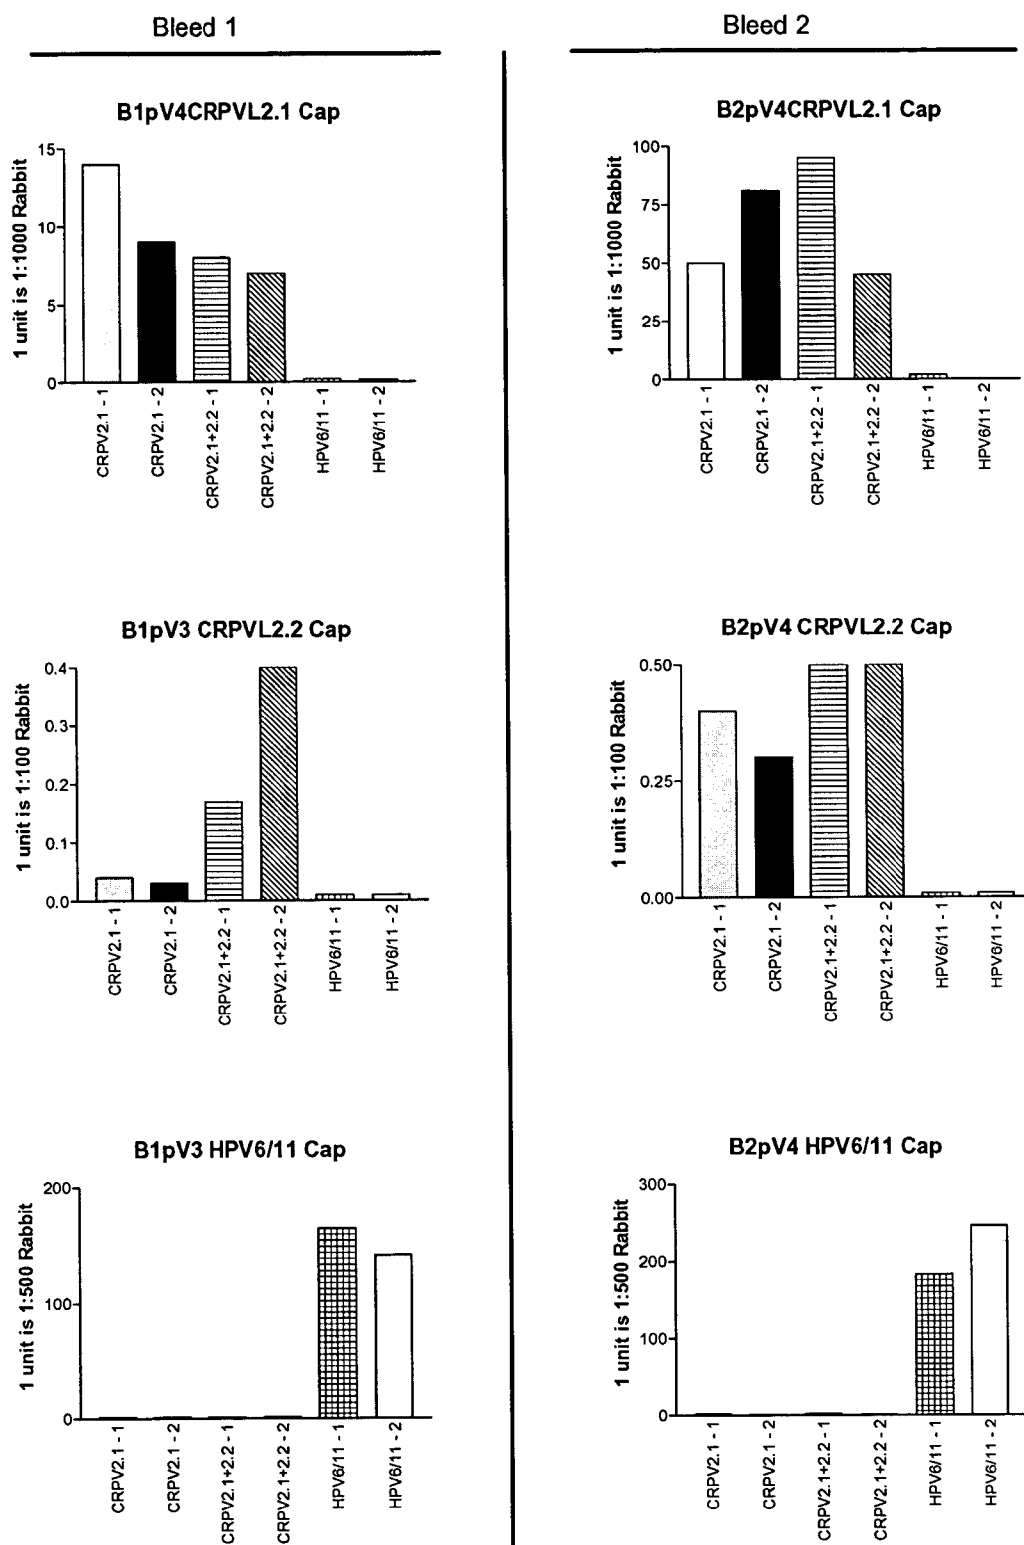 Bleed 1
B1pV4CRPVL2.1 Cap
1 unit is 1:1000 Rabbit
15
10
5
0
CRPV2.1 - 1
CRPV2.1 - 2
CRPV2.1+2.2 - 1
CRPV2.1+2.2 - 2
HPV6/11 - 1
HPV6/11 - 2
B1pV3 CRPVL2.2 Cap
1 unit is 1:100 Rabbit
0.4
0.3
0.2
0.1
0.0
CRPV2.1 - 1
CRPV2.1 - 2
CRPV2.1+2.2 - 1
CRPV2.1+2.2 - 2
HPV6/11 - 1
HPV6/11 - 2
B1pV3 HPV6/11 Cap
1 unit is 1:500 Rabbit
200
100
0
CRPV2.1 - 1
CRPV2.1 - 2
CRPV2.1+2.2 - 1
CRPV2.1+2.2 - 2
HPV6/11 - 1
HPV6/11 - 2
Bleed 2
B2pV4CRPVL2.1 Cap
1 unit is 1:1000 Rabbit
100
75
50
25
0
CRPV2.1 - 1
CRPV2.1 - 2
CRPV2.1+2.2 - 1
CRPV2.1+2.2 - 2
HPV6/11 - 1
HPV6/11 - 2
B2pV4 CRPVL2.2 Cap
1 unit is 1:100 Rabbit
0.50
0.25
0.00
CRPV2.1 - 1
CRPV2.1 - 2
CRPV2.1+2.2 - 1
CRPV2.1+2.2 - 2
HPV6/11 - 1
HPV6/11 - 2
B2pV4 HPV6/11 Cap
1 unit is 1:500 Rabbit
300
200
100
0
CRPV2.1 - 1
CRPV2.1 - 2
CRPV2.1+2.2 - 1
CRPV2.1+2.2 - 2
HPV6/11 - 1
HPV6/11 - 2